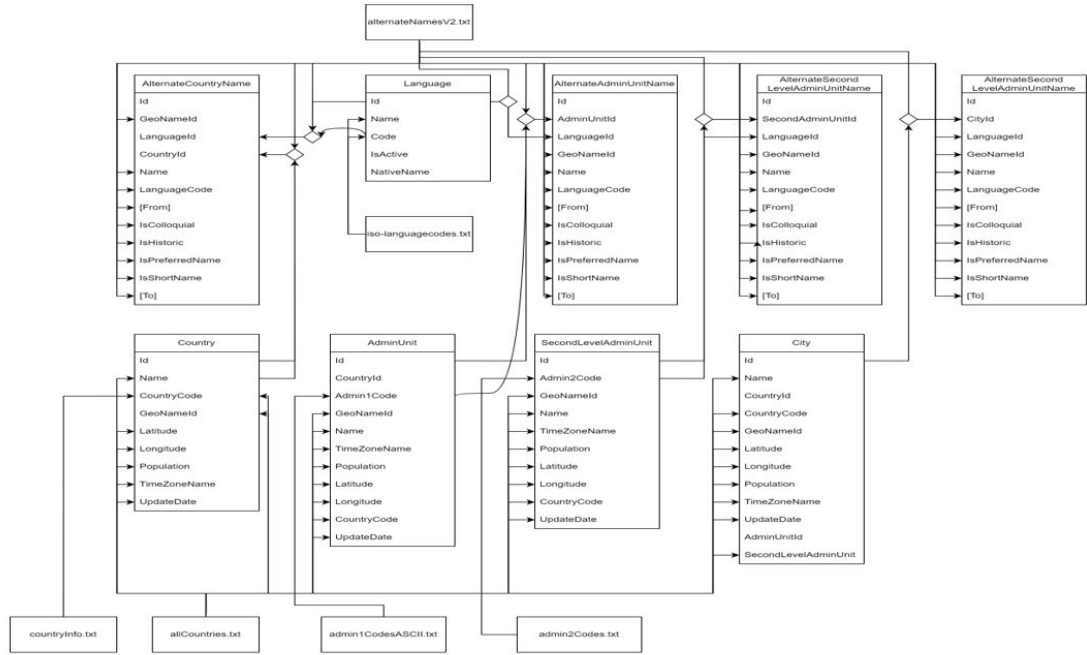 alternateNamesV2.txt
AlternateCountryName
Id
GeoNameId
LanguageId
CountryId
Name
LanguageCode
[From]
IsColloquial
IsHistoric
IsPreferredName
IsShortName
[To]
Language
Id
Name
Code
IsActive
NativeName
iso-languagecodes.txt
AlternateAdminUnitName
Id
AdminUnitId
LanguageId
GeoNameId
Name
LanguageCode
[From]
IsColloquial
IsHistoric
IsPreferredName
IsShortName
[To]
AlternateSecond
LevelAdminUnitName
Id
SecondAdminUnitId
LanguageId
GeoNameId
Name
LanguageCode
[From]
IsColloquial
IsHistoric
IsPreferredName
IsShortName
[To]
AlternateSecond
LevelAdminUnitName
Id
CityId
LanguageId
GeoNameId
Name
LanguageCode
[From]
IsColloquial
IsHistoric
IsPreferredName
IsShortName
[To]
Country
Id
Name
CountryCode
GeoNameId
Latitude
Longitude
Population
TimeZoneName
UpdateDate
AdminUnit
Id
CountryId
Admin1Code
GeoNameId
Name
TimeZoneName
Population
Latitude
Longitude
CountryCode
UpdateDate
SecondLevelAdminUnit
Id
Admin2Code
GeoNameId
Name
TimeZoneName
Population
Latitude
Longitude
CountryCode
UpdateDate
City
Id
Name
CountryId
CountryCode
GeoNameId
Latitude
Longitude
Population
TimeZoneName
UpdateDate
AdminUnitId
SecondLevelAdminUnit
countryInfo.txt
allCountries.txt
admin1CodesASCII.txt
admin2Codes.txt